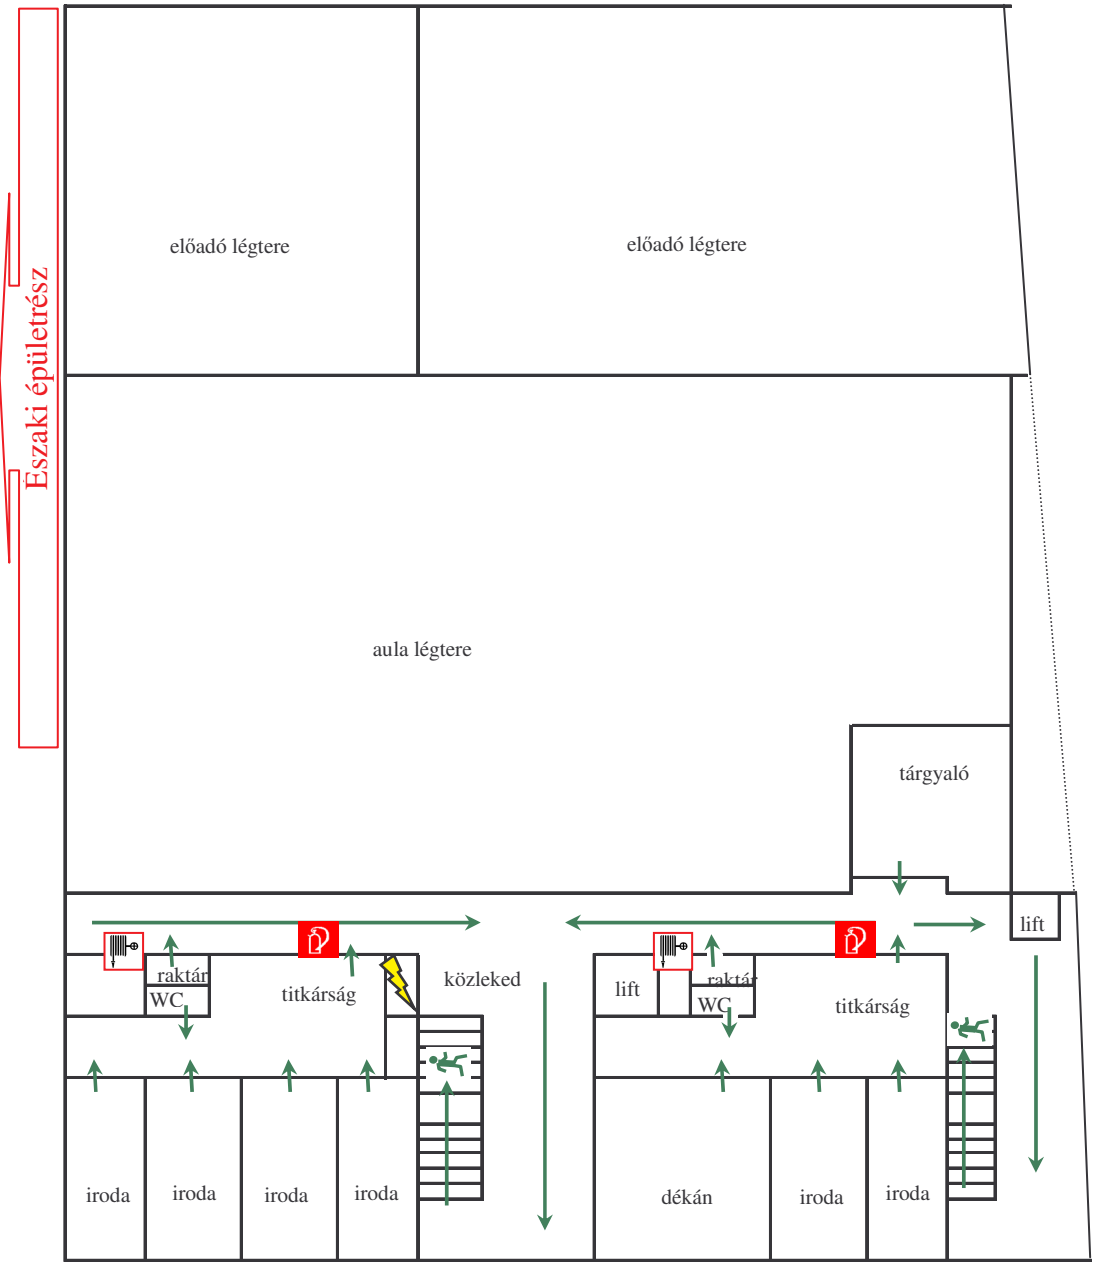 Északi épületrész
előadó légtere
előadó légtere
aula légtere
tárgyaló
lift
raktár
WC
titkárság
közleked
lift
raktár
WC
titkárság
iroda
iroda
iroda
iroda
dékán
iroda
iroda